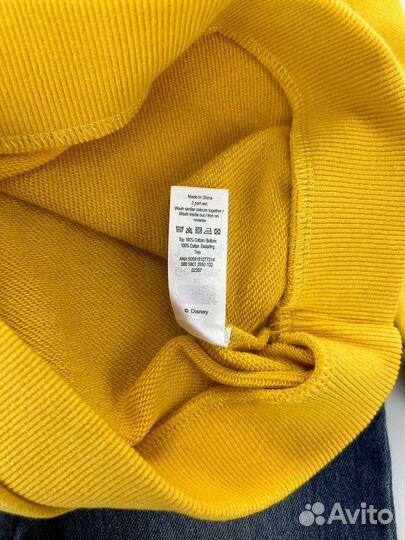 Made in China
2 part set
Wash similar colours together /
Wash inside out / Iron on
reverse
Top: 100% Cotton / Bottom:
100% Cotton Excluding
Trim
© Disney
Avito